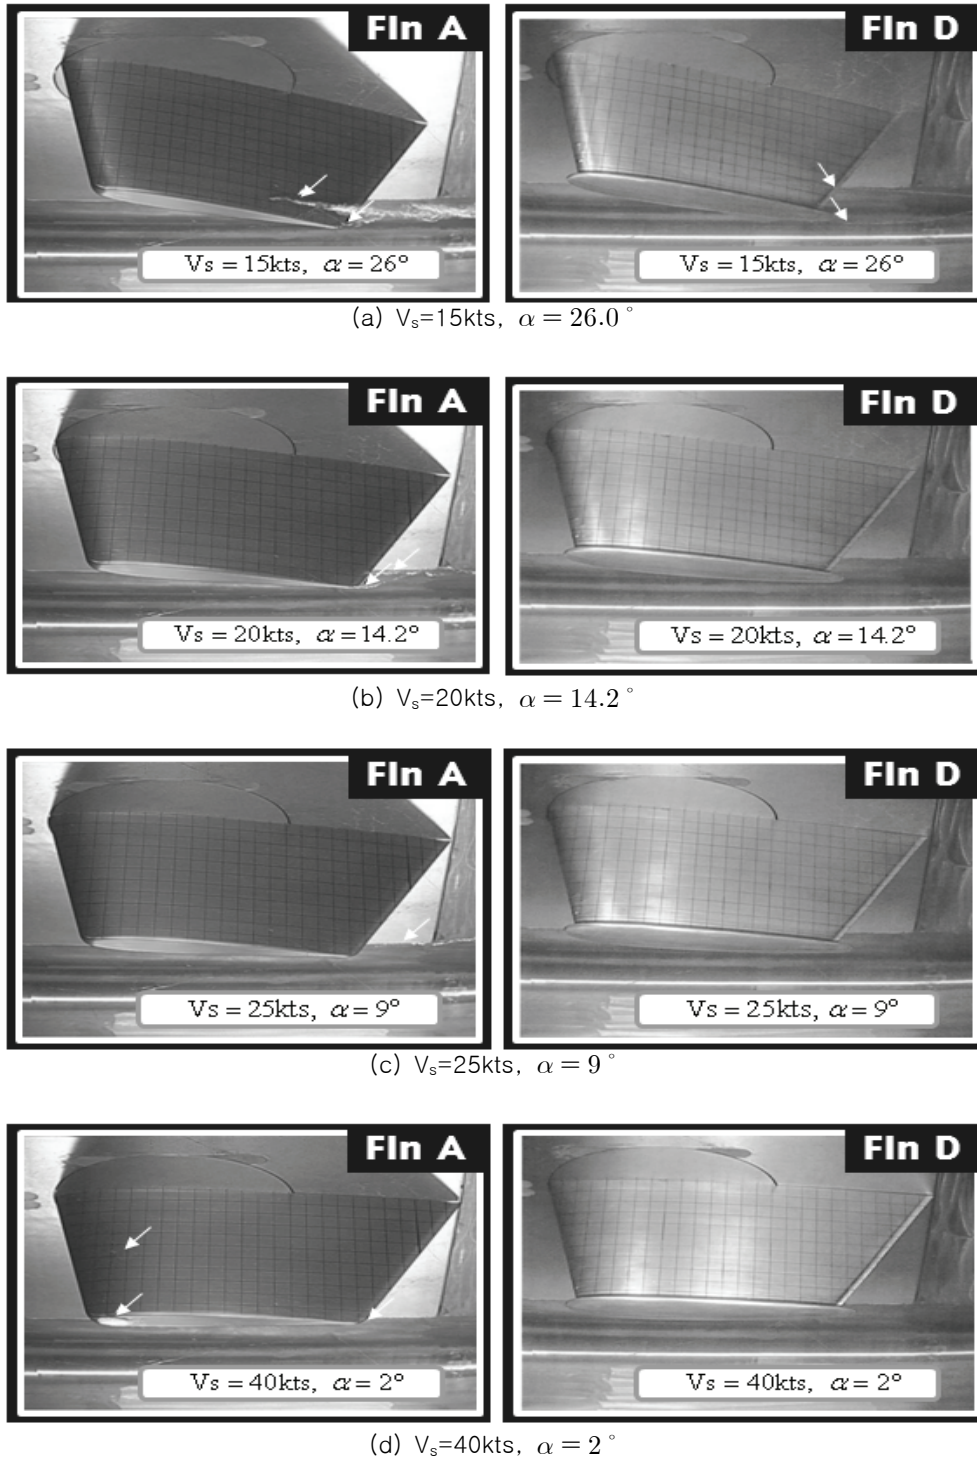 FIn A
FIn D
Vs = 15kts, α = 26°
Vs = 15kts, α = 26°
(a) Vs=15kts, α = 26.0°
FIn A
FIn D
Vs = 20kts, α = 14.2°
Vs = 20kts, α = 14.2°
(b) Vs=20kts, α = 14.2°
FIn A
FIn D
Vs = 25kts, α = 9°
Vs = 25kts, α = 9°
(c) Vs=25kts, α = 9°
FIn A
FIn D
Vs = 40kts, α = 2°
Vs = 40kts, α = 2°
(d) Vs=40kts, α = 2°